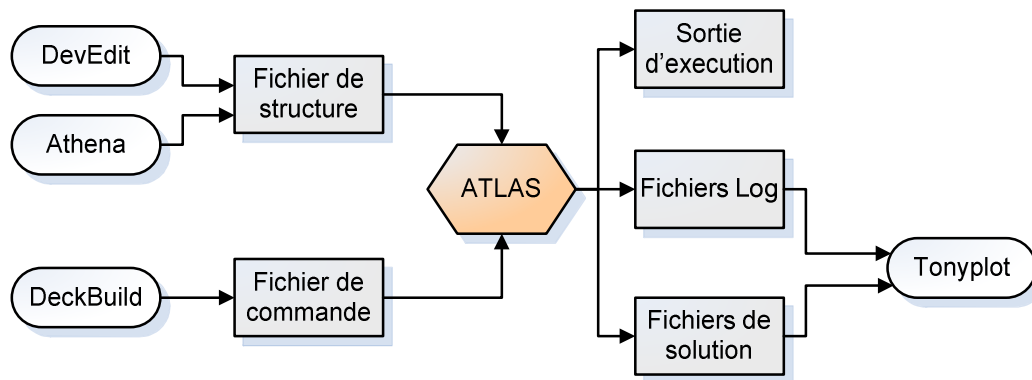 DevEdit
Athena
Fichier de
structure
DeckBuild
Fichier de
commande
ATLAS
Sortie
d’execution
Fichiers Log
Fichiers de
solution
Tonyplot